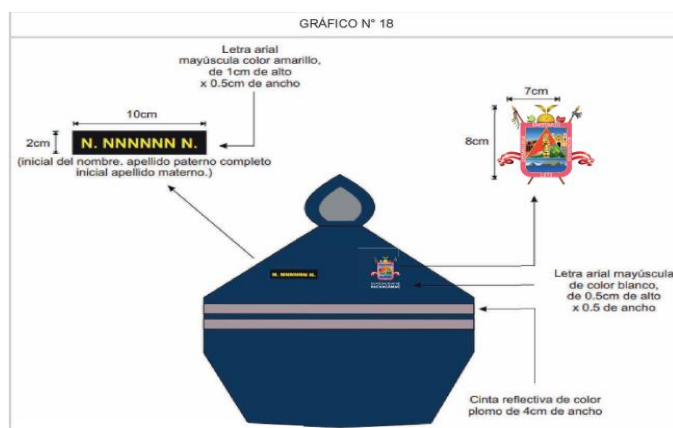 GRÁFICO N° 18
Letra arial
mayúscula color amarillo,
de 1cm de alto
x 0.5cm de ancho
10cm
2cm
N. NNNNNN N.
(inicial del nombre. apellido paterno completo
inicial apellido materno.)
7cm
8cm
N. NNNNNN N.
PACHACÁMAC
Letra arial mayúscula
de color blanco,
de 0.5cm de alto
x 0.5 de ancho
Cinta reflectiva de color
plomo de 4cm de ancho